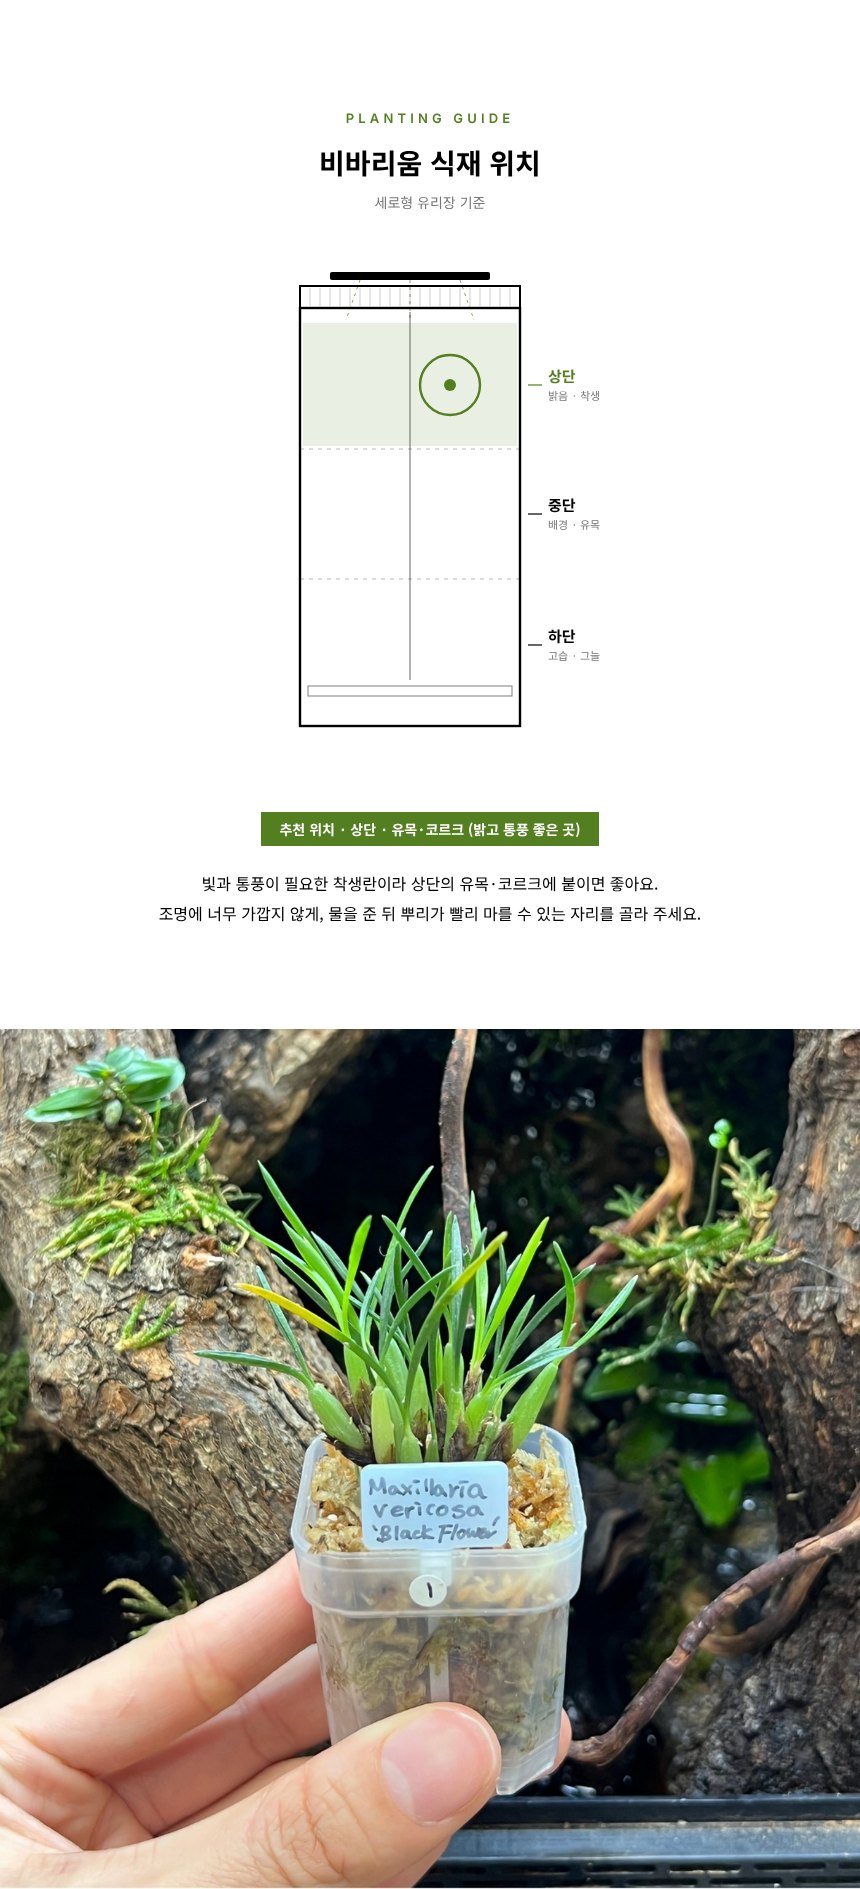 PLANTING GUIDE
비바리움 식재 위치
세로형 유리장 기준
상단
밝음 · 착생
중단
배경 · 유목
하단
고습 · 그늘
추천 위치 · 상단 · 유목·코르크 (밝고 통풍 좋은 곳)
빛과 통풍이 필요한 착생란이라 상단의 유목·코르크에 붙이면 좋아요.
조명에 너무 가깝지 않게, 물을 준 뒤 뿌리가 빨리 마를 수 있는 자리를 골라 주세요.
Maxillaria
vericosa
'Black Flower'
1